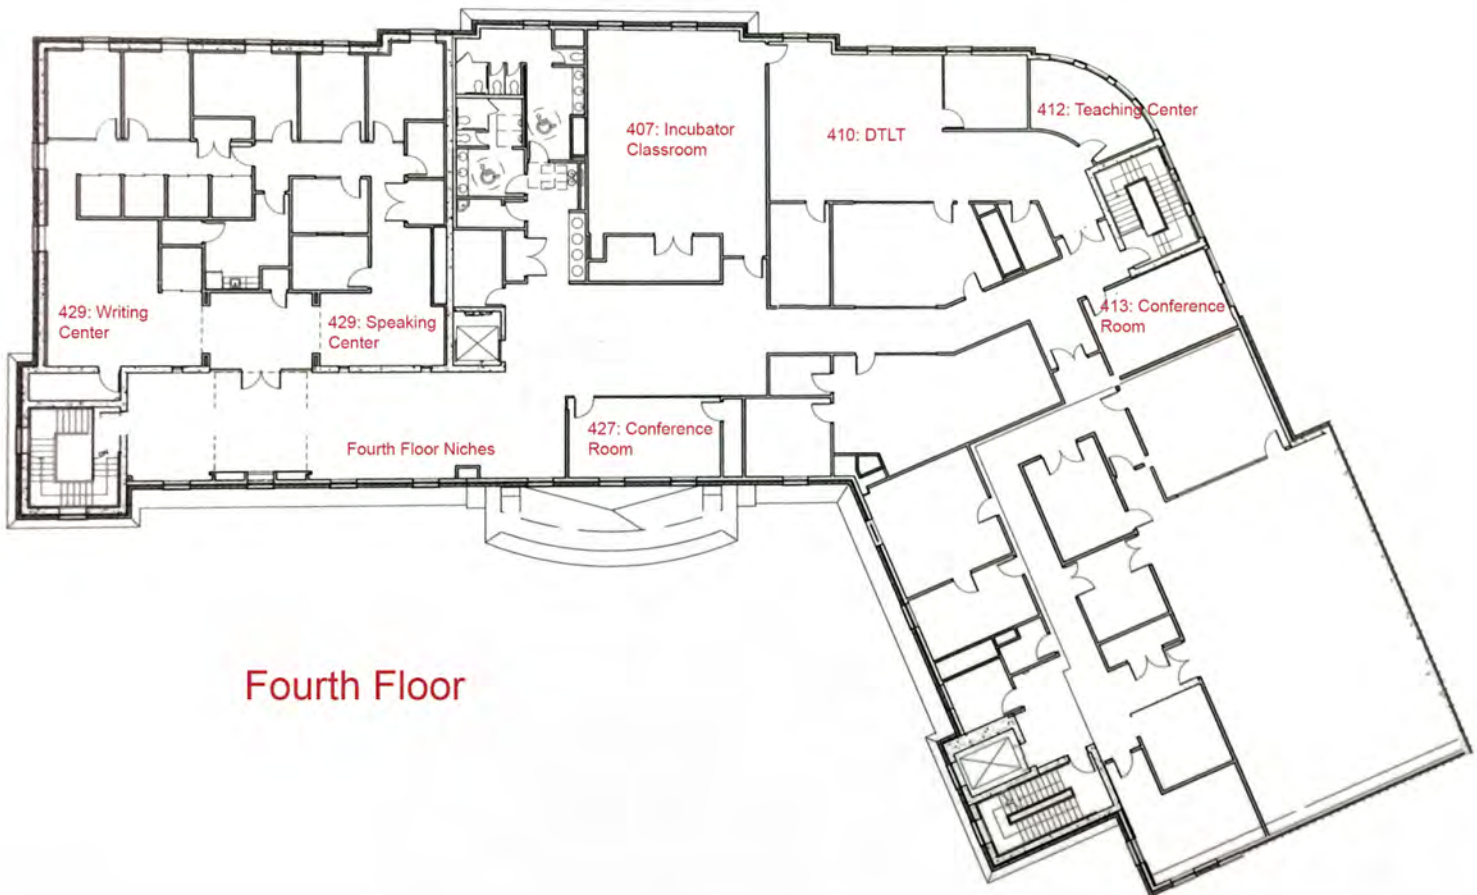 407: Incubator
Classroom
410: DTLT
412: Teaching Center
429: Writing
Center
429: Speaking
Center
413: Conference
Room
427: Conference
Room
Fourth Floor Niches
Fourth Floor